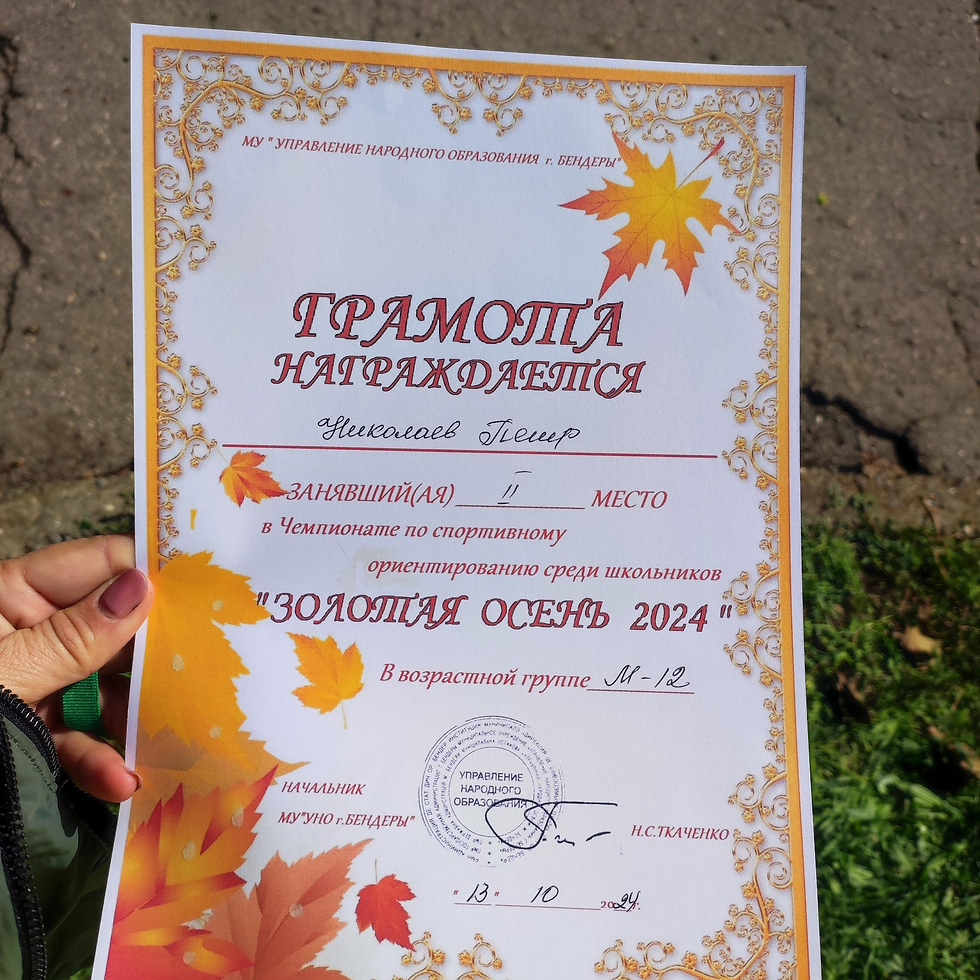 МУ " УПРАВЛЕНИЕ НАРОДНОГО ОБРАЗОВАНИЯ г. БЕНДЕРЫ"
ГРАМОТА
НАГРАЖДАЕТСЯ
Николаев Петр
ЗАНЯВШИЙ(АЯ) II МЕСТО
в Чемпионате по спортивному
ориентированию среди школьников
"ЗОЛОТАЯ ОСЕНЬ 2024"
В возрастной группе М-12
УПРАВЛЕНИЕ
НАРОДНОГО
ОБРАЗОВАНИЯ
НАЧАЛЬНИК
МУ"УНО г.БЕНДЕРЫ" Н.С.ТКАЧЕНКО
"13" 10 2024г.